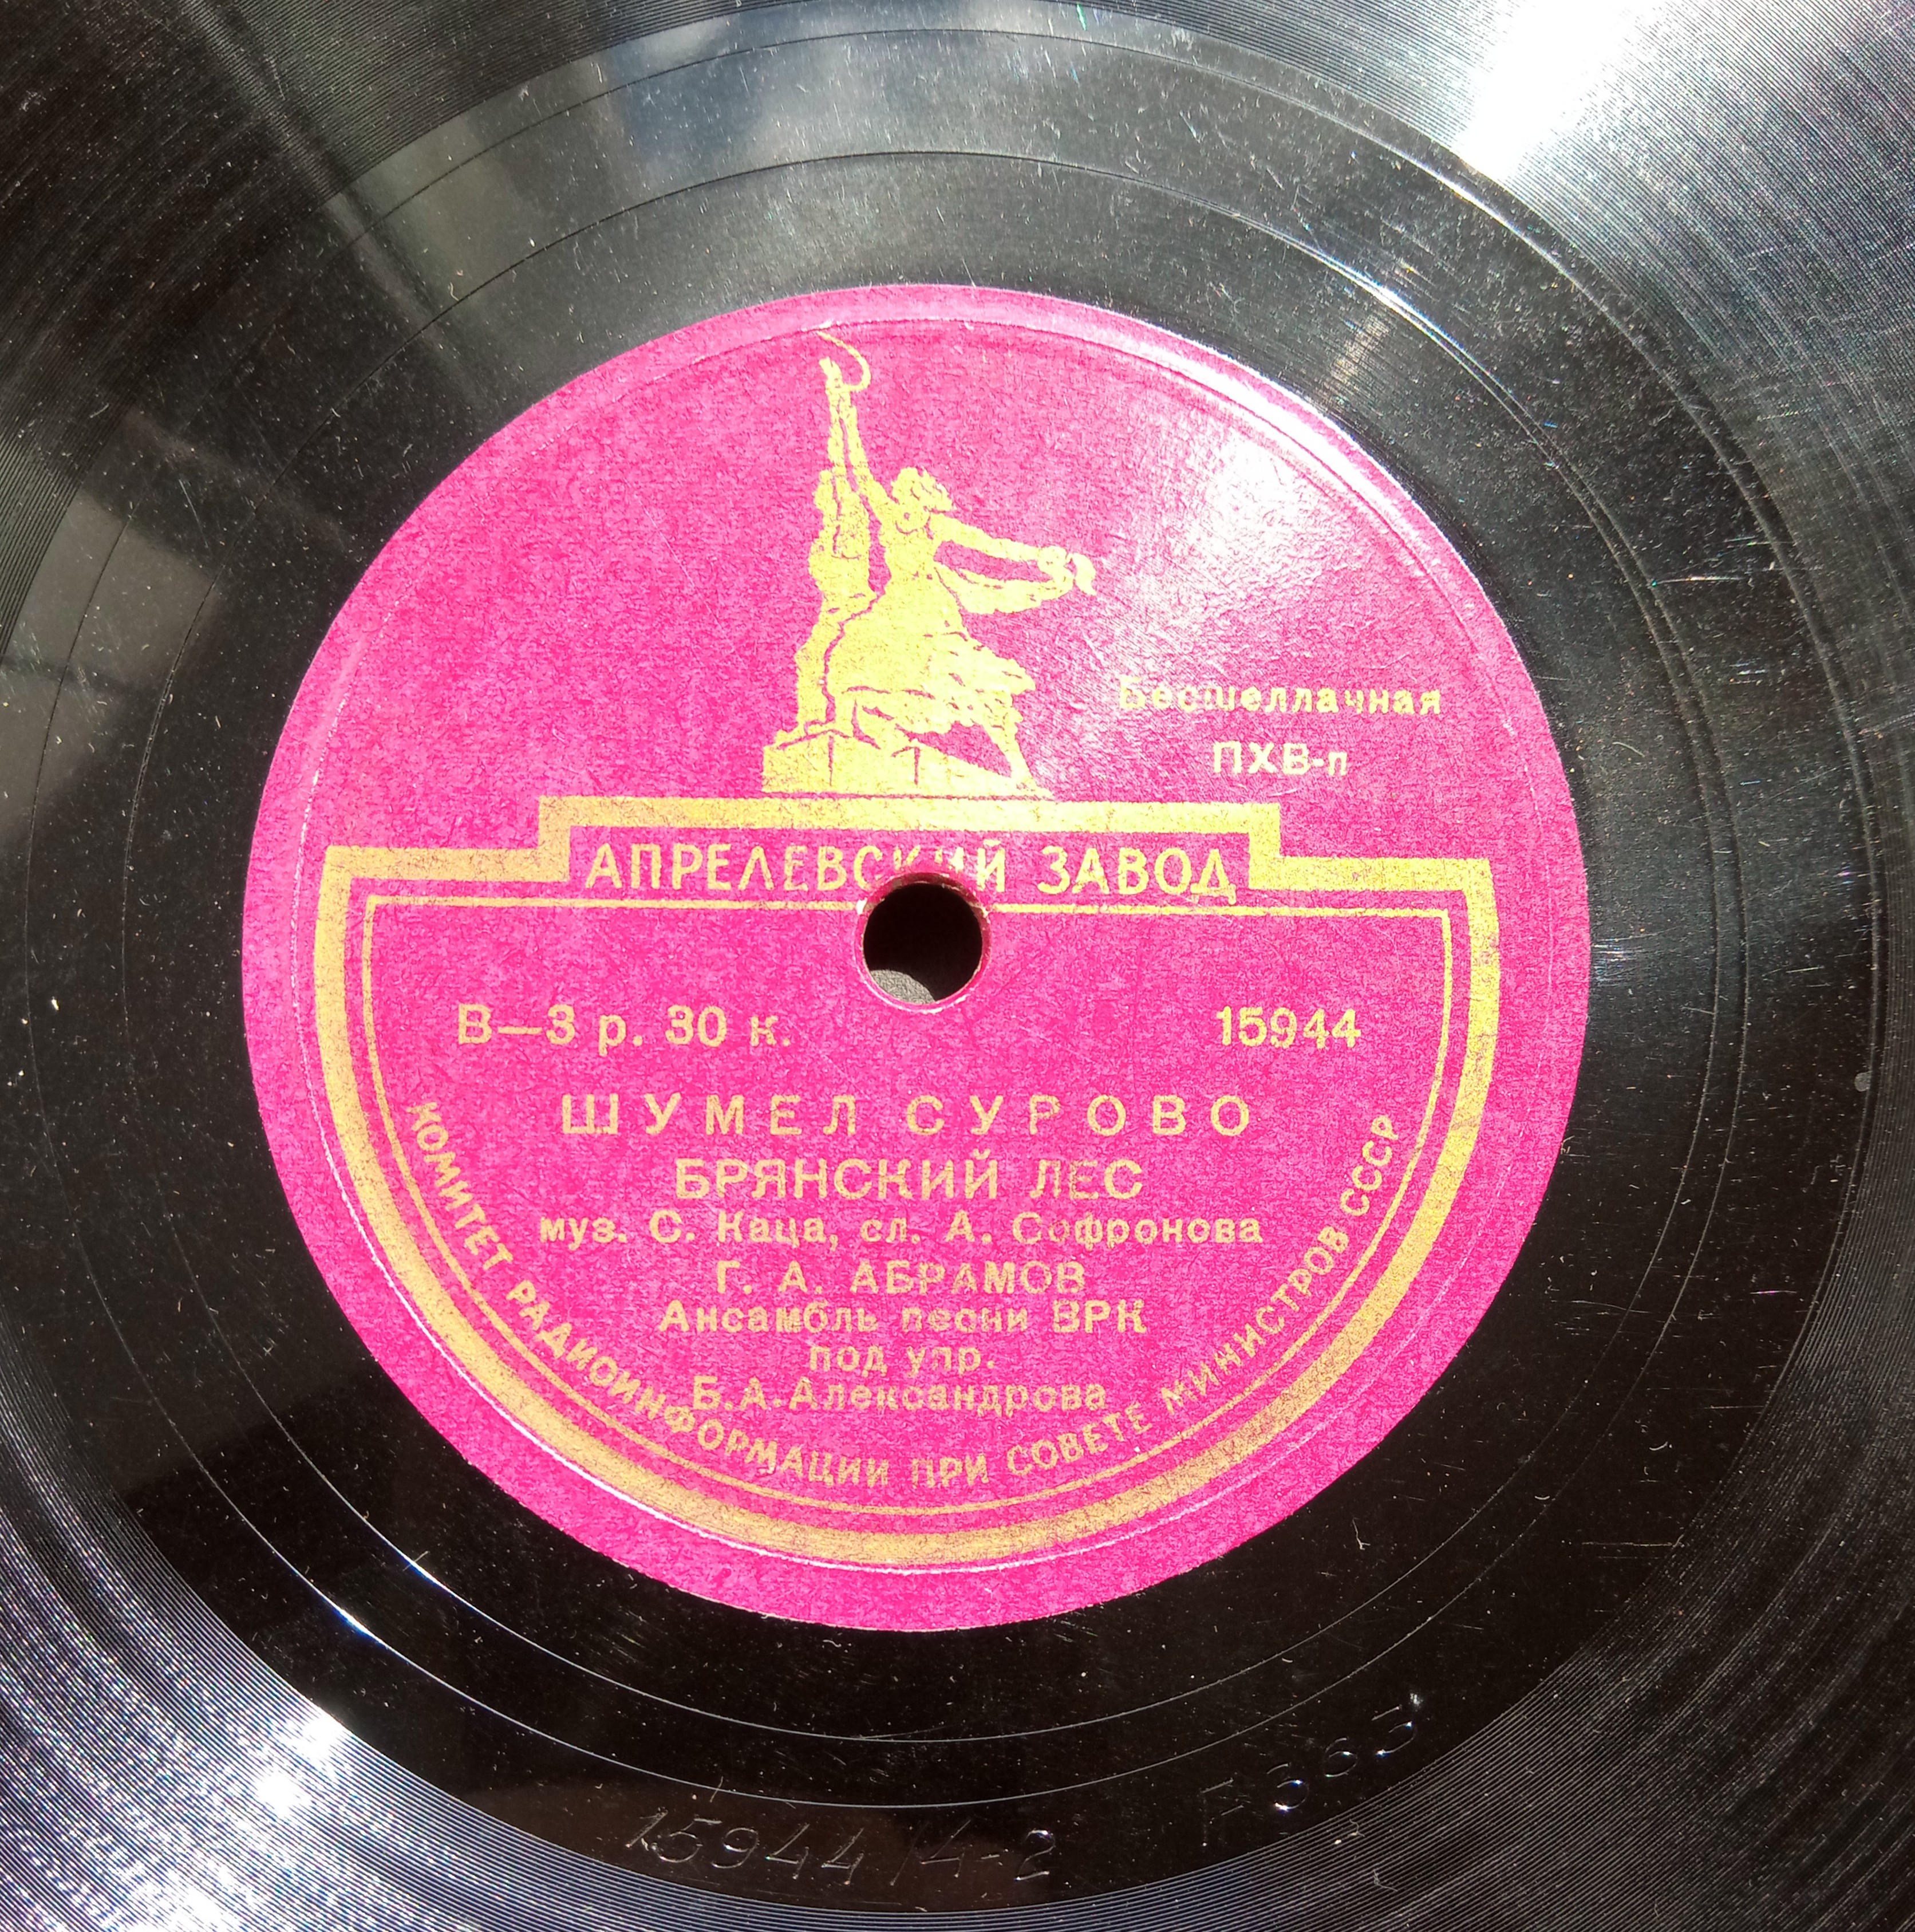 Бесшеллачная
ПХВ-п
АПРЕЛЕВСКИЙ ЗАВОД
В—3 р. 30 к.
15944
ШУМЕЛ СУРОВО
БРЯНСКИЙ ЛЕС
муз. С. Каца, сл. А. Софронова
Г. А. АБРАМОВ
Ансамбль песни ВРК
под упр.
Б.А.Александрова
КОМИТЕТ РАДИОИНФОРМАЦИИ ПРИ СОВЕТЕ МИНИСТРОВ СССР
15944/4-2